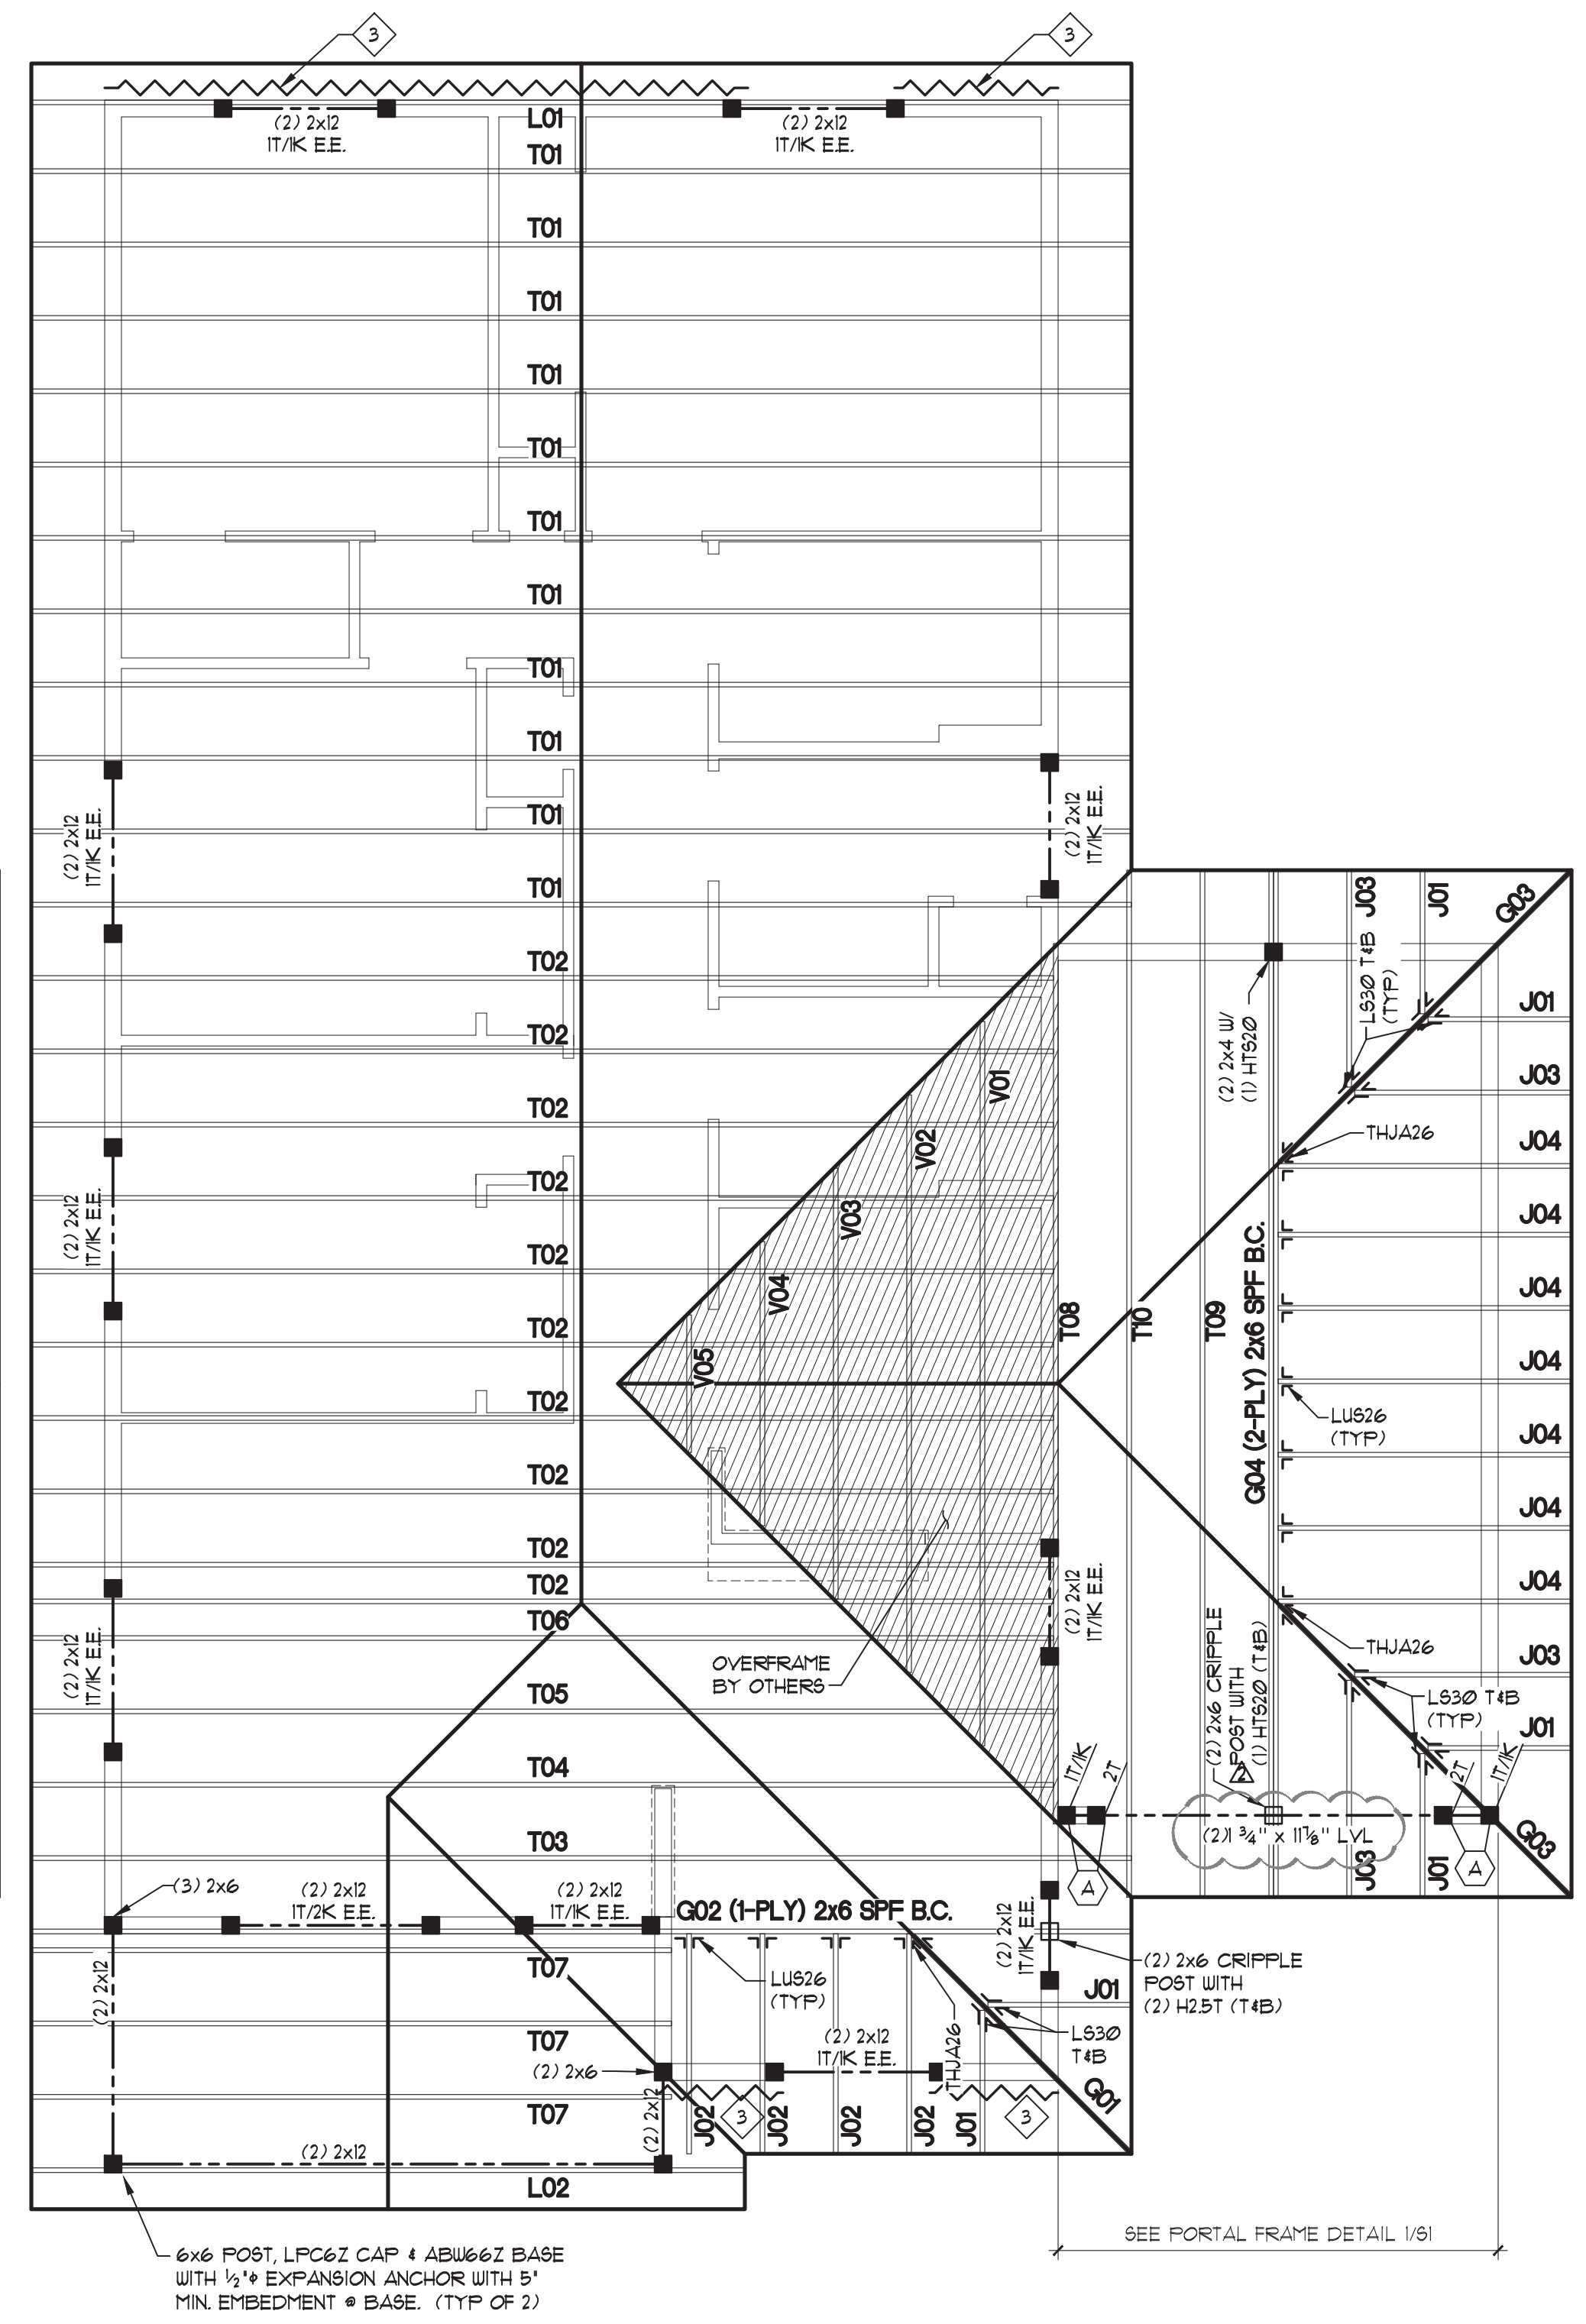 3
3
(2) 2x12
1T/1K E.E.
(2) 2x12
1T/1K E.E.
L01
T01
T01
T01
T01
T01
T01
T01
T01
T01
T01
T01
(2) 2x12
1T/1K E.E.
(2) 2x12
1T/1K E.E.
T02
T02
T02
T02
T02
T02
T02
T02
T02
T02
T06
T05
T04
T03
(2) 2x12
1T/1K E.E.
(2) 2x12
1T/1K E.E.
V01
V02
V03
V04
V05
OVERFRAME
BY OTHERS
(2) 2x12
1T/1K E.E.
T08
T10
T09
G04 (2-PLY) 2x6 SPF B.C.
(2) 2x4 W/
(1) HTS20
J03
J01
G03
LS30 T&B
(TYP)
J01
J03
THJA26
J04
J04
J04
J04
LUS26
(TYP)
J04
J04
J04
THJA26
J03
LS30 T&B
(TYP)
J01
(2) 2x6 CRIPPLE
POST WITH
(1) HTS20 (T&B)
2
1T/1K
2T
2T
1T/1K
(2)1 3/4" x 11 7/8" LVL
A
A
J03
J01
G03
(3) 2x6
(2) 2x12
1T/2K E.E.
(2) 2x12
1T/1K E.E.
G02 (1-PLY) 2x6 SPF B.C.
(2) 2x12
1T/1K E.E.
(2) 2x6 CRIPPLE
POST WITH
(2) H2.5T (T&B)
(2) 2x12
T07
T07
T07
LUS26
(TYP)
THJA26
J01
LS30
T&B
(2) 2x12
1T/1K E.E.
(2) 2x6
(2) 2x12
G01
J02
3
J02
J02
J02
J01
3
(2) 2x12
L02
SEE PORTAL FRAME DETAIL 1/S1
6x6 POST, LPC6Z CAP & ABW66Z BASE
WITH 1/2"Φ EXPANSION ANCHOR WITH 5"
MIN. EMBEDMENT @ BASE. (TYP OF 2)